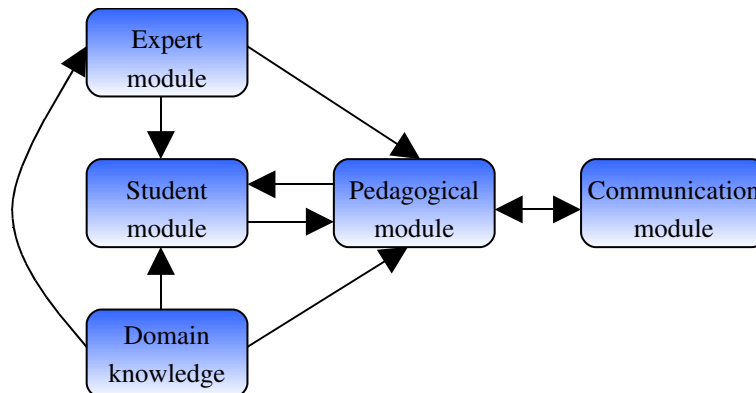 Expert
module
Student
module
Pedagogical
module
Communication
module
Domain
knowledge